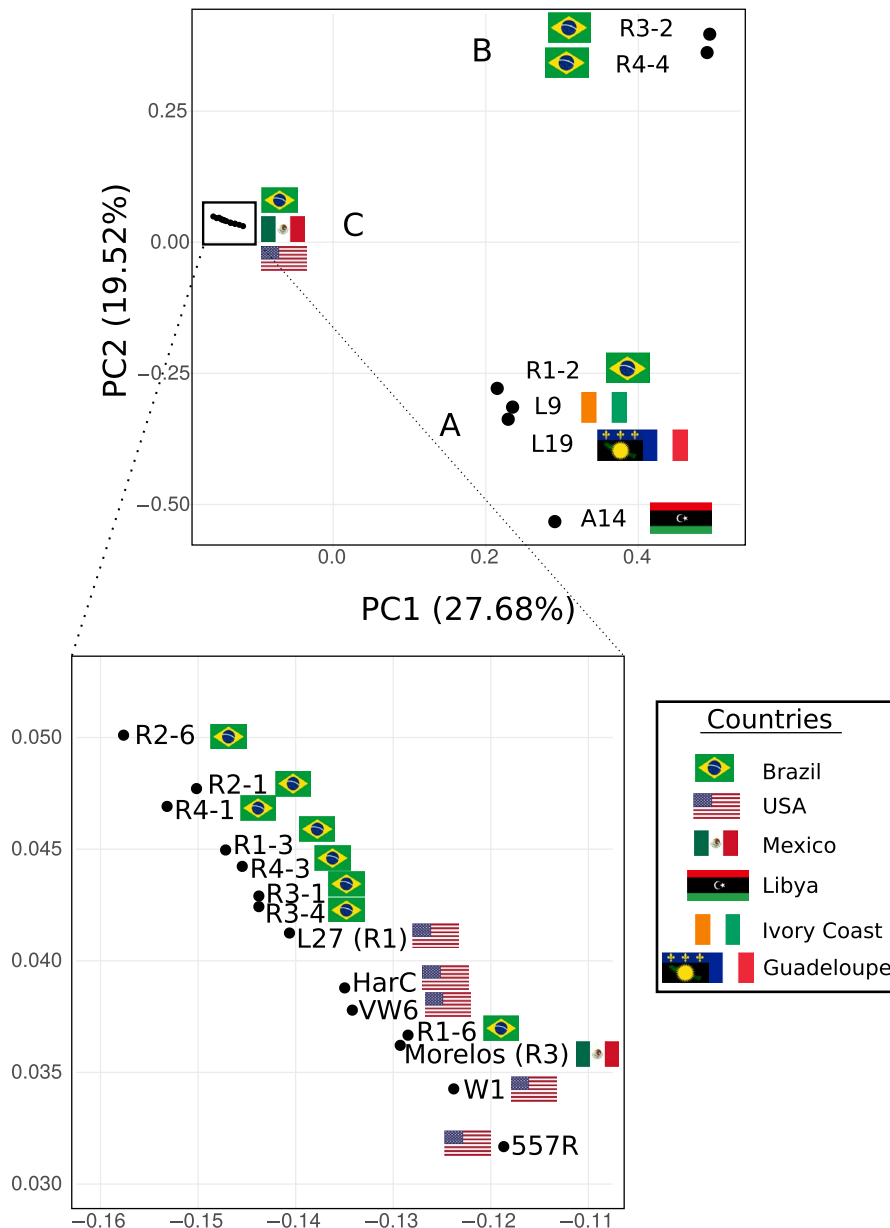 R3-2
B
R4-4
0.25
PC2 (19.52%)
0.00
C
−0.25
R1-2
L9
A
L19
−0.50
A14
0.0
0.2
0.4
PC1 (27.68%)
0.050
R2-6
R2-1
R4-1
0.045
R1-3
R4-3
R3-1
R3-4
L27 (R1)
0.040
HarC
VW6
R1-6
Morelos (R3)
0.035
W1
557R
0.030
−0.16
−0.15
−0.14
−0.13
−0.12
−0.11
Countries
Brazil
USA
Mexico
Libya
Ivory Coast
Guadeloupe